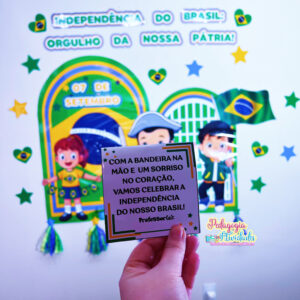 INDEPENDÊNCIA DO BRASIL:
ORGULHO DA NOSSA PÁTRIA!
07 DE
SETEMBRO
COM A BANDEIRA NA
MÃO E UM SORRISO
NO CORAÇÃO,
VAMOS CELEBRAR A
INDEPENDÊNCIA
DO NOSSO BRASIL!
Professor(a):
Pedagogia